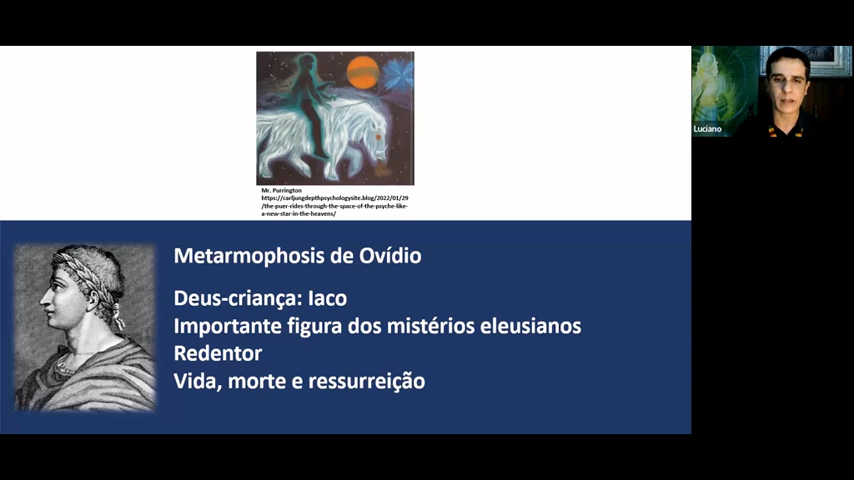 Mr. Purrington
https://carljungdepthpsychologysite.blog/2022/01/29
/the-puer-rides-through-the-space-of-the-psyche-like-
a-new-star-in-the-heavens/
Luciano
Metarmophosis de Ovídio
Deus-criança: Iaco
Importante figura dos mistérios eleusianos
Redentor
Vida, morte e ressurreição